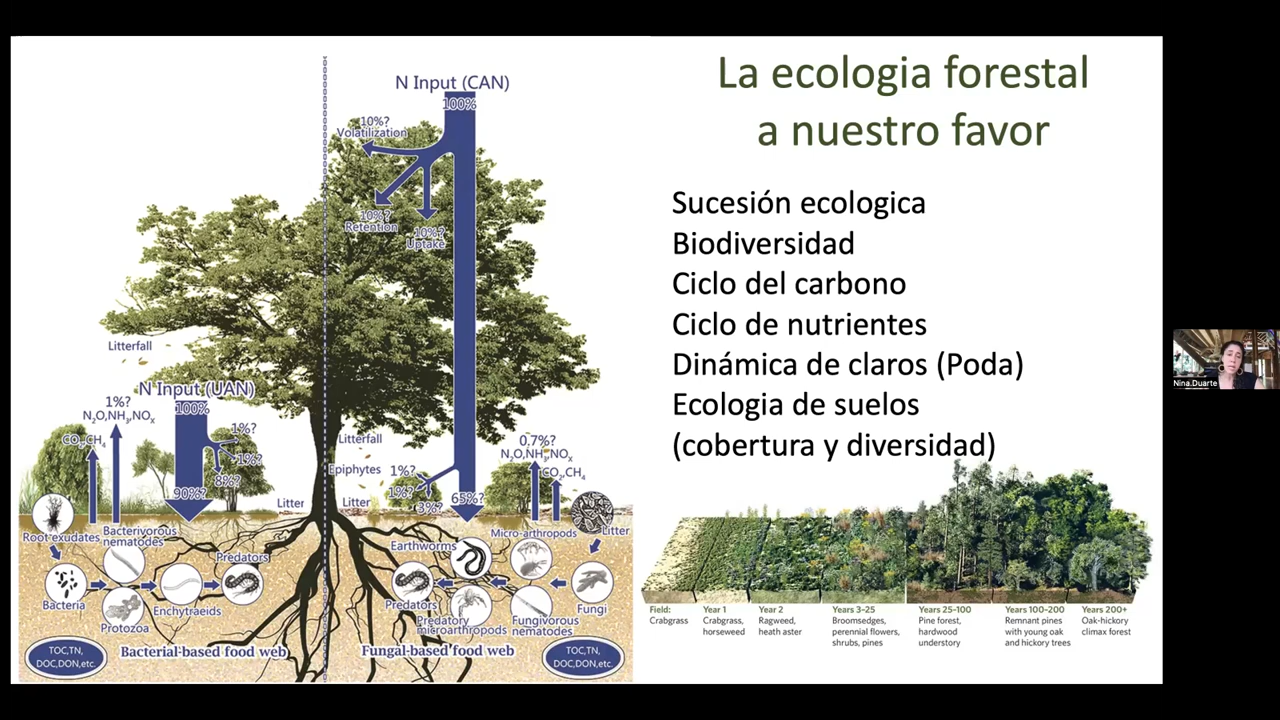 La ecologia forestal
a nuestro favor
Sucesión ecologica
Biodiversidad
Ciclo del carbono
Ciclo de nutrientes
Dinámica de claros (Poda)
Ecologia de suelos
(cobertura y diversidad)
N Input (CAN)
100%
10%?
Volatilization
10%?
Retention
10%?
Uptake
Litterfall
N Input (UAN)
100%
1%?
N₂O,NH₃,NOₓ
CO₂,CH₄
1%?
1%?
8%?
90%?
Litterfall
Epiphytes
Litter
Litter
1%?
1%?
3%?
65%?
0.7%?
N₂O,NH₃,NOₓ
CO₂,CH₄
Litter
Root exudates
Bacterivorous
nematodes
Predators
Bacteria
Protozoa
Enchytraeids
Earthworms
Micro-arthropods
Predators
Predatory
microarthropods
Fungivorous
nematodes
Fungi
Bacterial-based food web
Fungal-based food web
TOC,TN,
DOC,DON,etc.
TOC,TN,
DOC,DON,etc.
Field:
Crabgrass
Year 1
Crabgrass,
horseweed
Year 2
Ragweed,
heath aster
Years 3-25
Broomsedges,
perennial flowers,
shrubs, pines
Years 25-100
Pine forest,
hardwood
understory
Years 100-200
Remnant pines
with young oak
and hickory trees
Years 200+
Oak-hickory
climax forest
Nina.Duarte